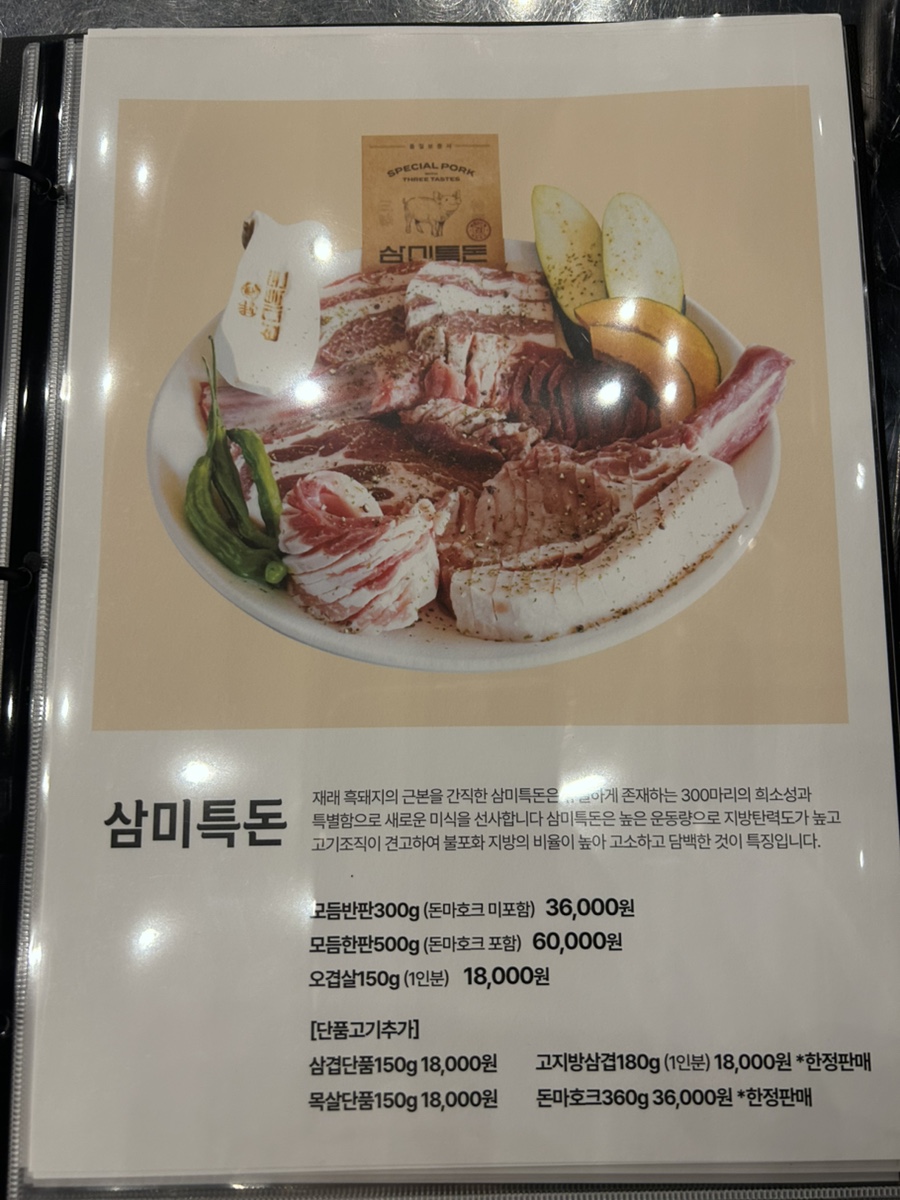 SPECIAL PORK
WITH
THREE TASTES
삼미특돈
삼미특돈
재래 흑돼지의 근본을 간직한 삼미특돈은 존재하는 300마리의 희소성과
특별함으로 새로운 미식을 선사합니다 삼미특돈은 높은 운동량으로 지방탄력도가 높고
고기조직이 견고하여 불포화 지방의 비율이 높아 고소하고 담백한 것이 특징입니다.
모듬반판300g (돈마호크 미포함) 36,000원
모듬한판500g (돈마호크 포함) 60,000원
오겹살150g (1인분) 18,000원
[단품고기추가]
삼겹단품150g 18,000원 고지방삼겹180g (1인분) 18,000원 *한정판매
목살단품150g 18,000원 돈마호크360g 36,000원 *한정판매